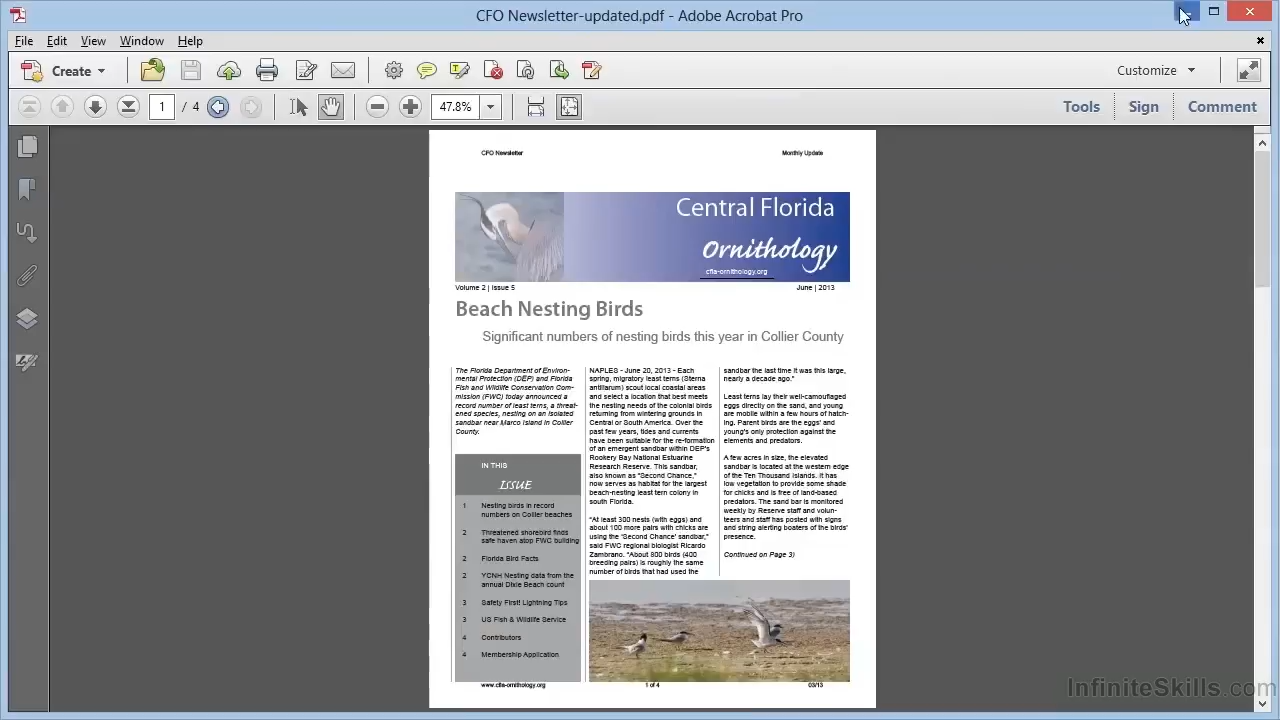 CFO Newsletter-updated.pdf - Adobe Acrobat Pro
File Edit View Window Help
Create
Customize
1 / 4
47.8%
Tools Sign Comment
CFO Newsletter
Monthly Update
Central Florida
Ornithology
cfla-ornithology.org
Volume 2 | Issue 5
June | 2013
Beach Nesting Birds
Significant numbers of nesting birds this year in Collier County
The Florida Department of Environ-
mental Protection (DEP) and Florida
Fish and Wildlife Conservation Com-
mission (FWC) today announced a
record number of least terns, a threat-
ened species, nesting on an isolated
sandbar near Marco Island in Collier
County.
IN THIS
ISSUE
1 Nesting birds in record
numbers on Collier beaches
2 Threatened shorebird finds
safe haven atop FWC building
2 Florida Bird Facts
2 YCNH Nesting data from the
annual Dixie Beach count
3 Safety First! Lightning Tips
3 US Fish & Wildlife Service
4 Contributors
4 Membership Application
NAPLES - June 20, 2013 - Each
spring, migratory least terns (Sterna
antillarum) scout local coastal areas
and select a location that best meets
the nesting needs of the colonial birds
returning from wintering grounds in
Central or South America. Over the
past few years, tides and currents
have been suitable for the re-formation
of an emergent sandbar within DEP's
Rookery Bay National Estuarine
Research Reserve. This sandbar,
also known as "Second Chance,"
now serves as habitat for the largest
beach-nesting least tern colony in
south Florida.
"At least 300 nests (with eggs) and
about 100 more pairs with chicks are
using the 'Second Chance' sandbar,"
said FWC regional biologist Ricardo
Zambrano. "About 800 birds (400
breeding pairs) is roughly the same
number of birds that had used the
sandbar the last time it was this large,
nearly a decade ago."
Least terns lay their well-camouflaged
eggs directly on the sand, and young
are mobile within a few hours of hatch-
ing. Parent birds are the eggs' and
young's only protection against the
elements and predators.
A few acres in size, the elevated
sandbar is located at the western edge
of the Ten Thousand Islands. It has
low vegetation to provide some shade
for chicks and is free of land-based
predators. The sand bar is monitored
weekly by Reserve staff and volun-
teers and staff has posted with signs
and string alerting boaters of the birds'
presence.
Continued on Page 3)
www.cfla-ornithology.org
1 of 4
03/13
InfiniteSkills.com